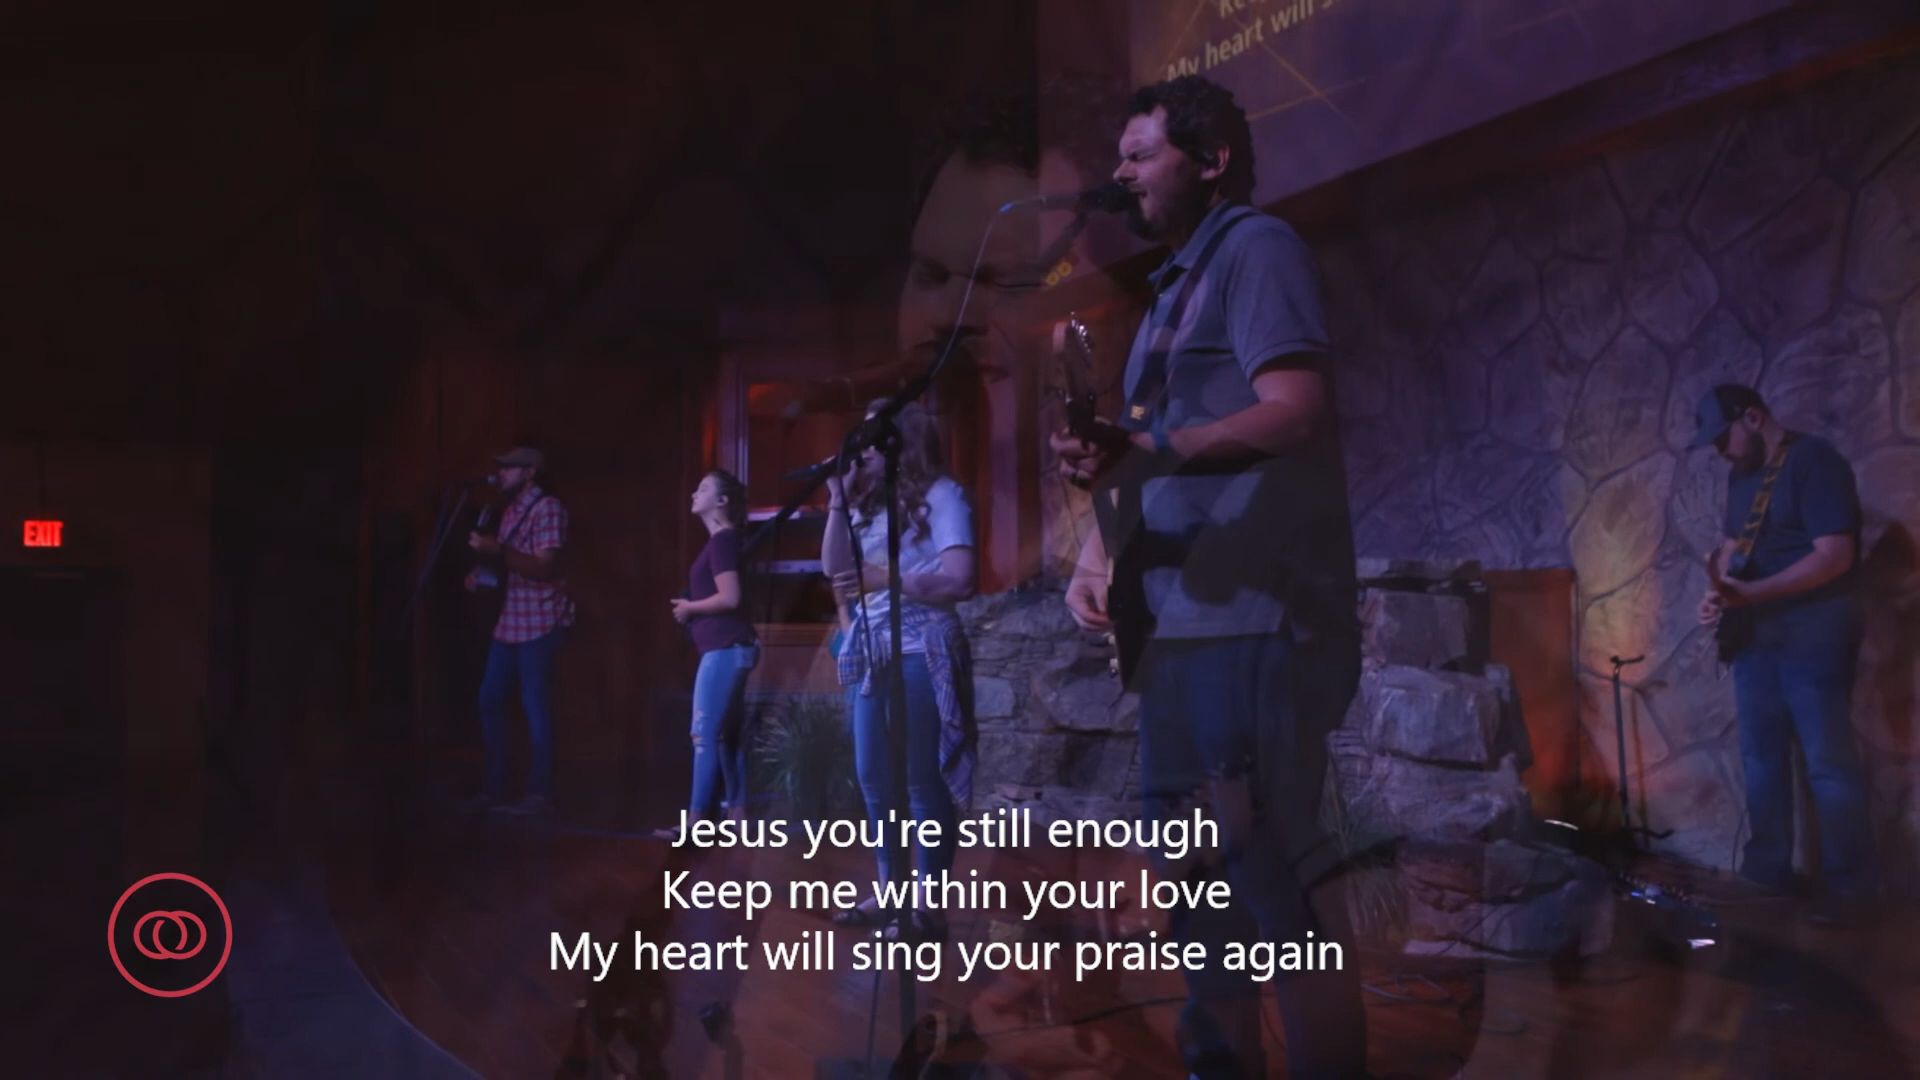 My heart will
EXIT
Jesus you're still enough
Keep me within your love
My heart will sing your praise again